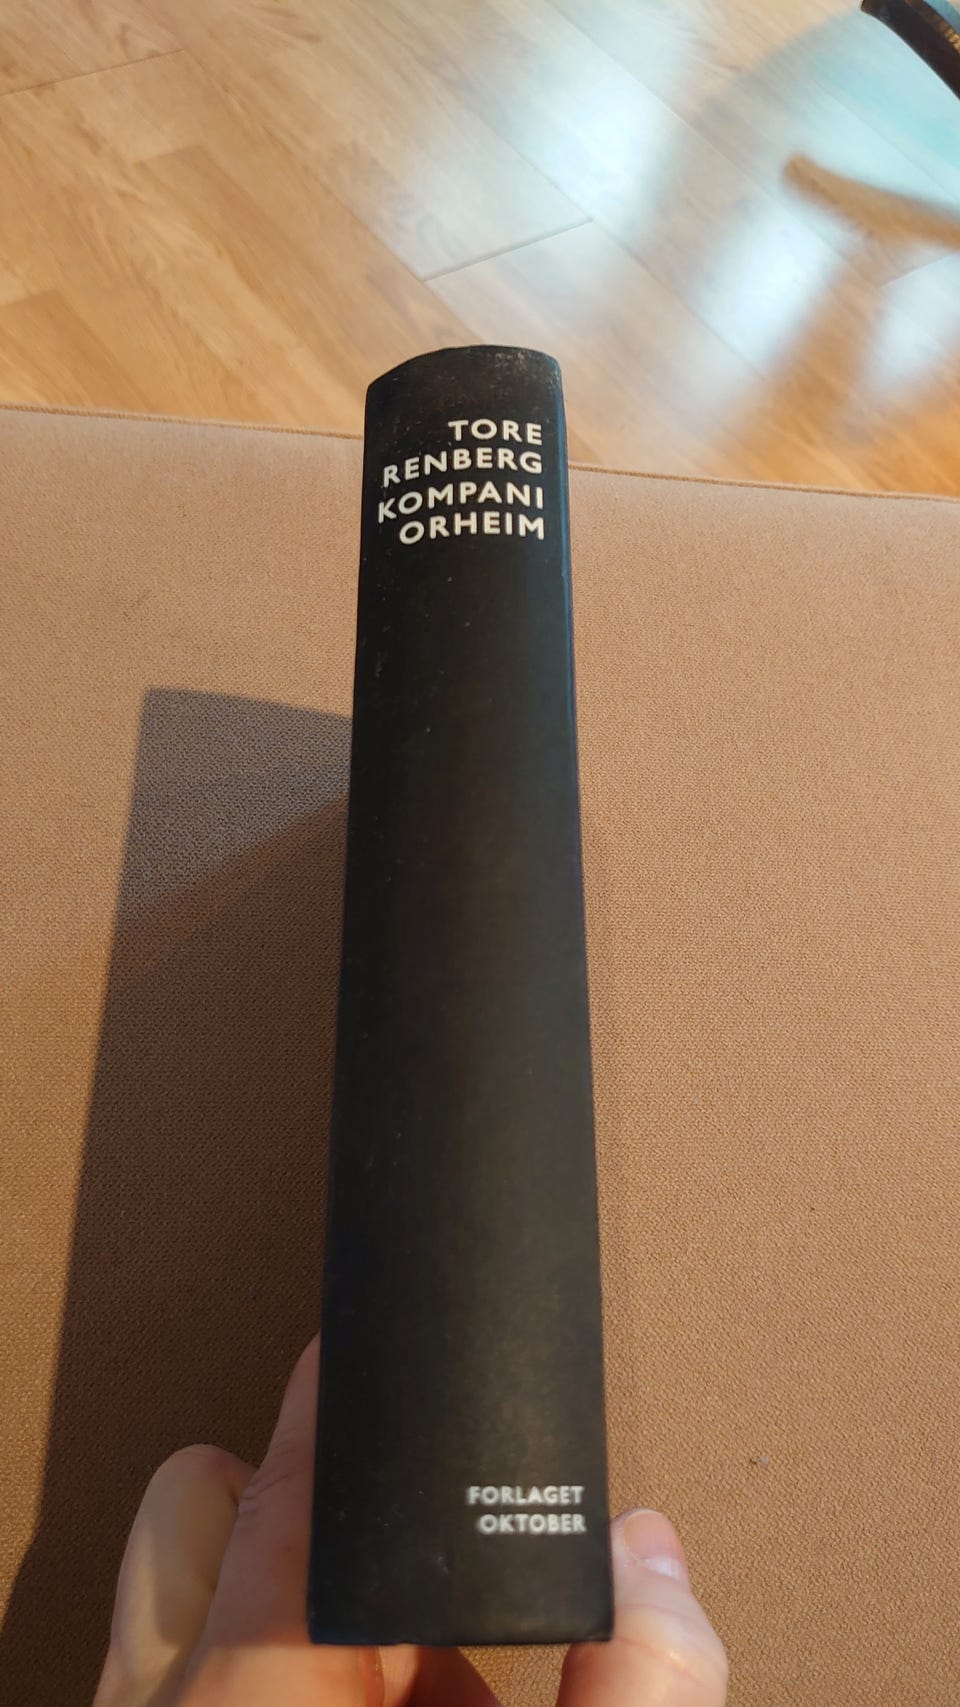 TORE
RENBERG
KOMPANI
ORHEIM
FORLAGET
OKTOBER